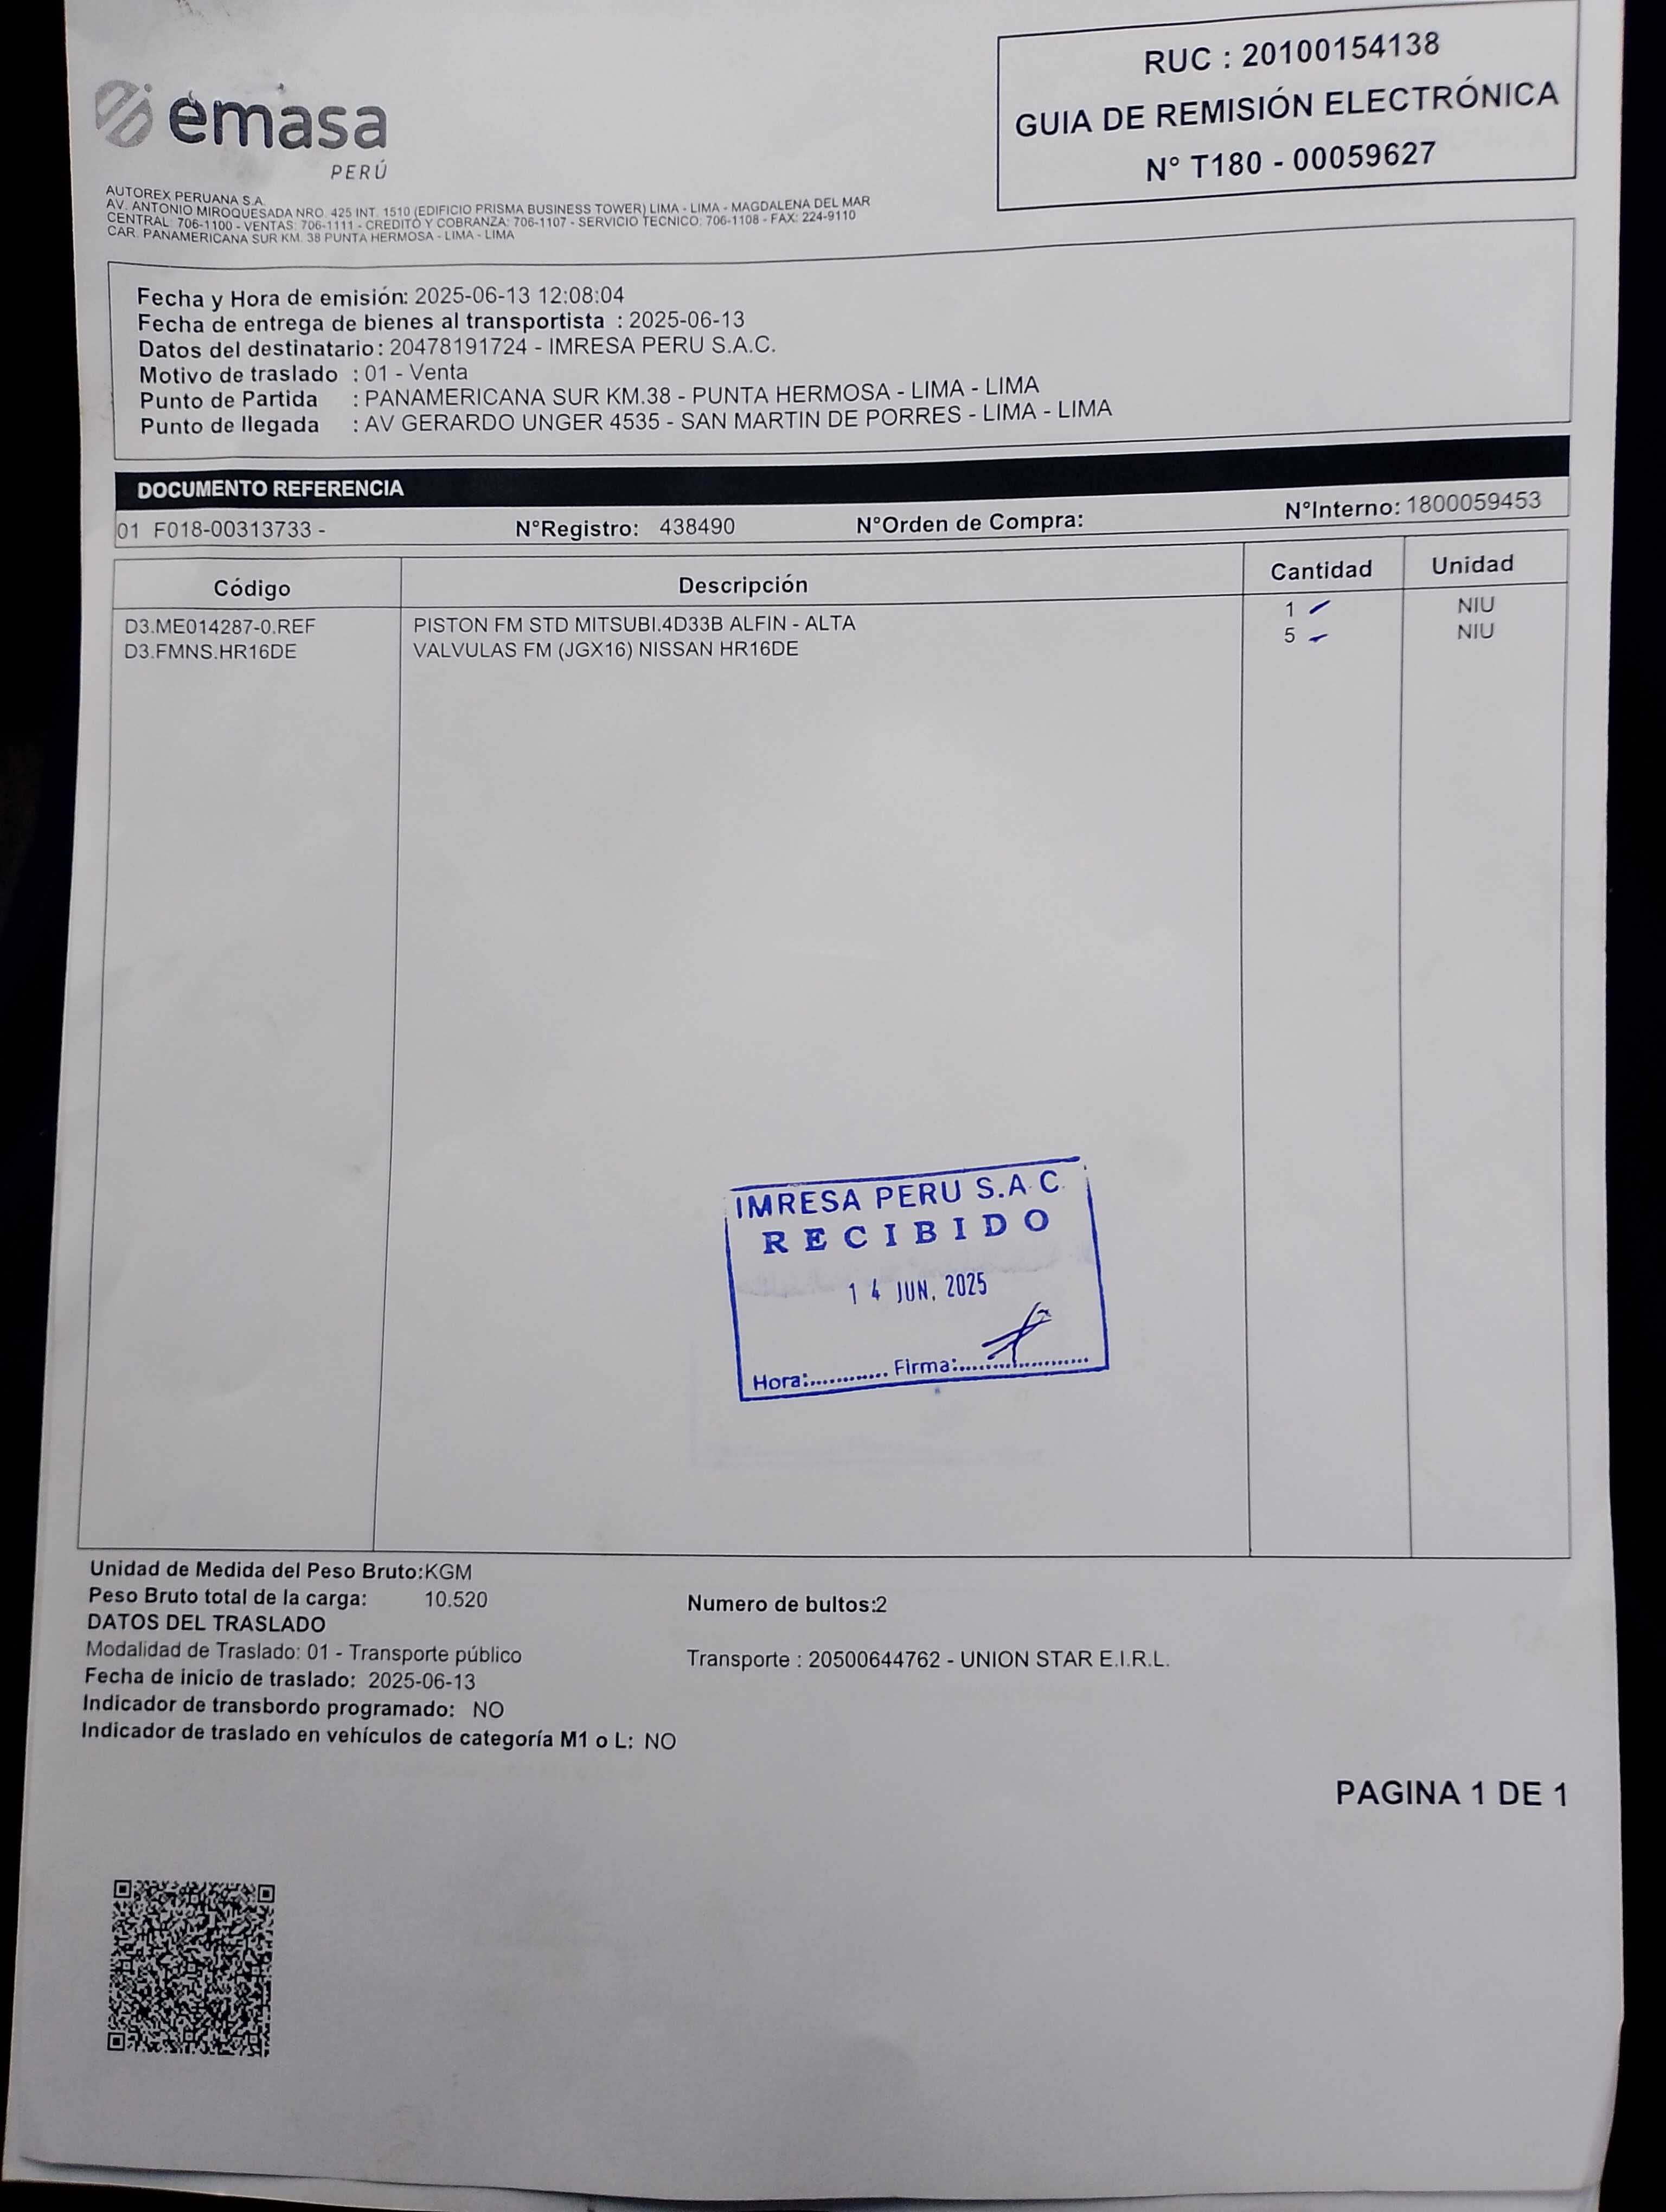 emasa
PERÚ
RUC : 20100154138
GUIA DE REMISIÓN ELECTRÓNICA
N° T180 - 00059627
AUTOREX PERUANA S.A.
AV. ANTONIO MIROQUESADA NRO. 425 INT. 1510 (EDIFICIO PRISMA BUSINESS TOWER) LIMA - LIMA - MAGDALENA DEL MAR
CENTRAL: 706-1100 - VENTAS: 706-1111 - CREDITO Y COBRANZA: 706-1107 - SERVICIO TECNICO: 706-1108 - FAX: 224-9110
CAR. PANAMERICANA SUR KM. 38 PUNTA HERMOSA - LIMA - LIMA
Fecha y Hora de emisión: 2025-06-13 12:08:04
Fecha de entrega de bienes al transportista : 2025-06-13
Datos del destinatario: 20478191724 - IMRESA PERU S.A.C.
Motivo de traslado : 01 - Venta
Punto de Partida : PANAMERICANA SUR KM.38 - PUNTA HERMOSA - LIMA - LIMA
Punto de llegada : AV GERARDO UNGER 4535 - SAN MARTIN DE PORRES - LIMA - LIMA
DOCUMENTO REFERENCIA
01 F018-00313733 - N°Registro: 438490 N°Orden de Compra: N°Interno: 1800059453
Código Descripción Cantidad Unidad
D3.ME014287-0.REF PISTON FM STD MITSUBI.4D33B ALFIN - ALTA 1 NIU
D3.FMNS.HR16DE VALVULAS FM (JGX16) NISSAN HR16DE 5 NIU
IMRESA PERU S.A.C.
RECIBIDO
14 JUN. 2025
Hora:............ Firma:......................
Unidad de Medida del Peso Bruto:KGM
Peso Bruto total de la carga: 10.520 Numero de bultos:2
DATOS DEL TRASLADO
Modalidad de Traslado: 01 - Transporte público Transporte : 20500644762 - UNION STAR E.I.R.L.
Fecha de inicio de traslado: 2025-06-13
Indicador de transbordo programado: NO
Indicador de traslado en vehículos de categoría M1 o L: NO
PAGINA 1 DE 1